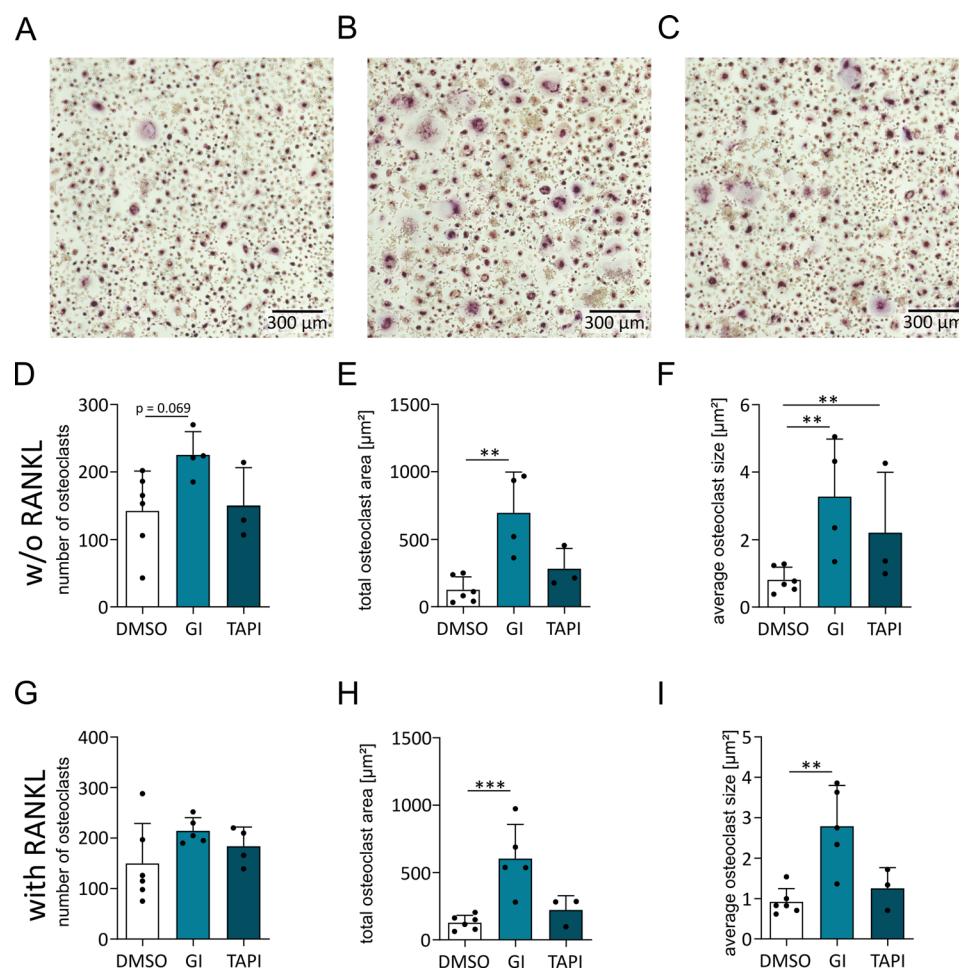 A
B
C
300 µm
300 µm
300 µm
w/o RANKL
D
number of osteoclasts
300
200
100
0
p = 0.069
DMSO GI TAPI
E
total osteoclast area [µm²]
1500
1000
500
0
**
DMSO GI TAPI
F
average osteoclast size [µm²]
6
4
2
0
**
**
DMSO GI TAPI
with RANKL
G
number of osteoclasts
400
300
200
100
0
DMSO GI TAPI
H
total osteoclast area [µm²]
1500
1000
500
0
***
DMSO GI TAPI
I
average osteoclast size [µm²]
5
4
3
2
1
0
**
DMSO GI TAPI